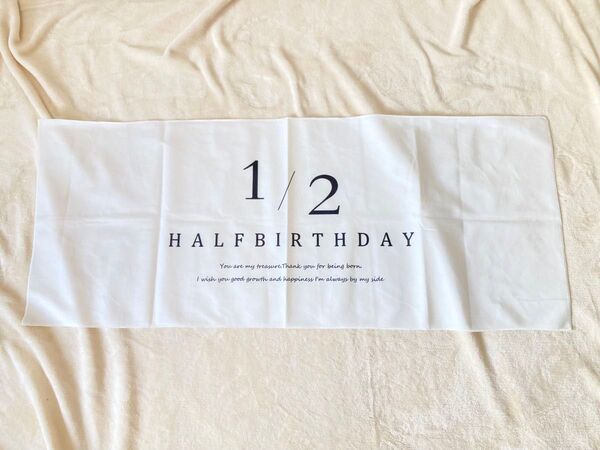 1/2
HALFBIRTHDAY
You are my treasure.Thank you for being born.
I wish you good growth and happiness I'm always by my side